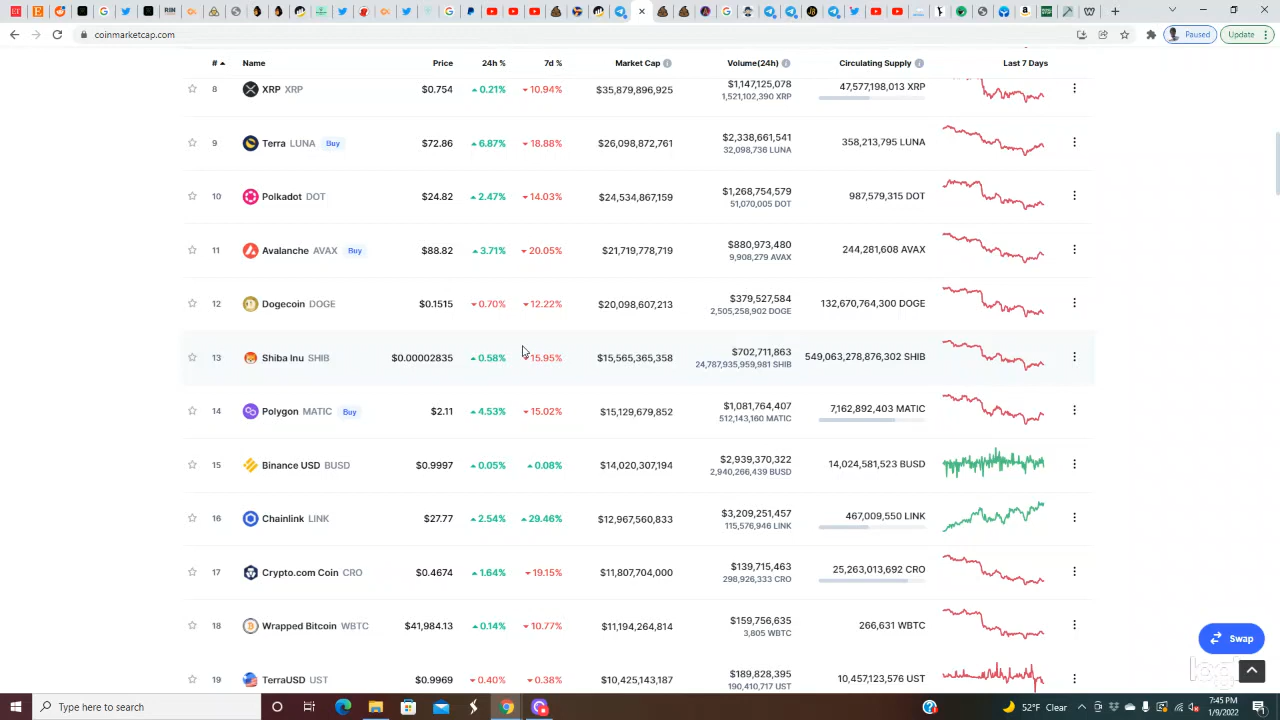 coinmarketcap.com
Paused
Update
# Name Price 24h % 7d % Market Cap Volume(24h) Circulating Supply Last 7 Days
8 XRP XRP $0.754 0.21% 10.94% $35,879,896,925 $1,147,125,078 47,577,198,013 XRP
1,521,102,390 XRP
9 Terra LUNA Buy $72.86 6.87% 18.88% $26,098,872,761 $2,338,661,541 358,213,795 LUNA
32,098,736 LUNA
10 Polkadot DOT $24.82 2.47% 14.03% $24,534,867,159 $1,268,754,579 987,579,315 DOT
51,070,005 DOT
11 Avalanche AVAX Buy $88.82 3.71% 20.05% $21,719,778,719 $880,973,480 244,281,608 AVAX
9,908,279 AVAX
12 Dogecoin DOGE $0.1515 0.70% 12.22% $20,098,607,213 $379,527,584 132,670,764,300 DOGE
2,505,258,902 DOGE
13 Shiba Inu SHIB $0.00002835 0.58% 15.95% $15,565,365,358 $702,711,863 549,063,278,876,302 SHIB
24,787,935,959,981 SHIB
14 Polygon MATIC Buy $2.11 4.53% 15.02% $15,129,679,852 $1,081,764,407 7,162,892,403 MATIC
512,143,160 MATIC
15 Binance USD BUSD $0.9997 0.05% 0.08% $14,020,307,194 $2,939,370,322 14,024,581,523 BUSD
2,940,266,439 BUSD
16 Chainlink LINK $27.77 2.54% 29.46% $12,967,560,833 $3,209,251,457 467,009,550 LINK
115,576,946 LINK
17 Crypto.com Coin CRO $0.4674 1.64% 19.15% $11,807,704,000 $139,715,463 25,263,013,692 CRO
298,926,333 CRO
18 Wrapped Bitcoin WBTC $41,984.13 0.14% 10.77% $11,194,264,814 $159,756,635 266,631 WBTC
3,805 WBTC
Swap
19 TerraUSD UST $0.9969 0.40% 0.38% $10,425,143,187 $189,828,395 10,457,123,576 UST
190,410,717 UST
Type here to search
52°F Clear
7:45 PM
1/9/2022